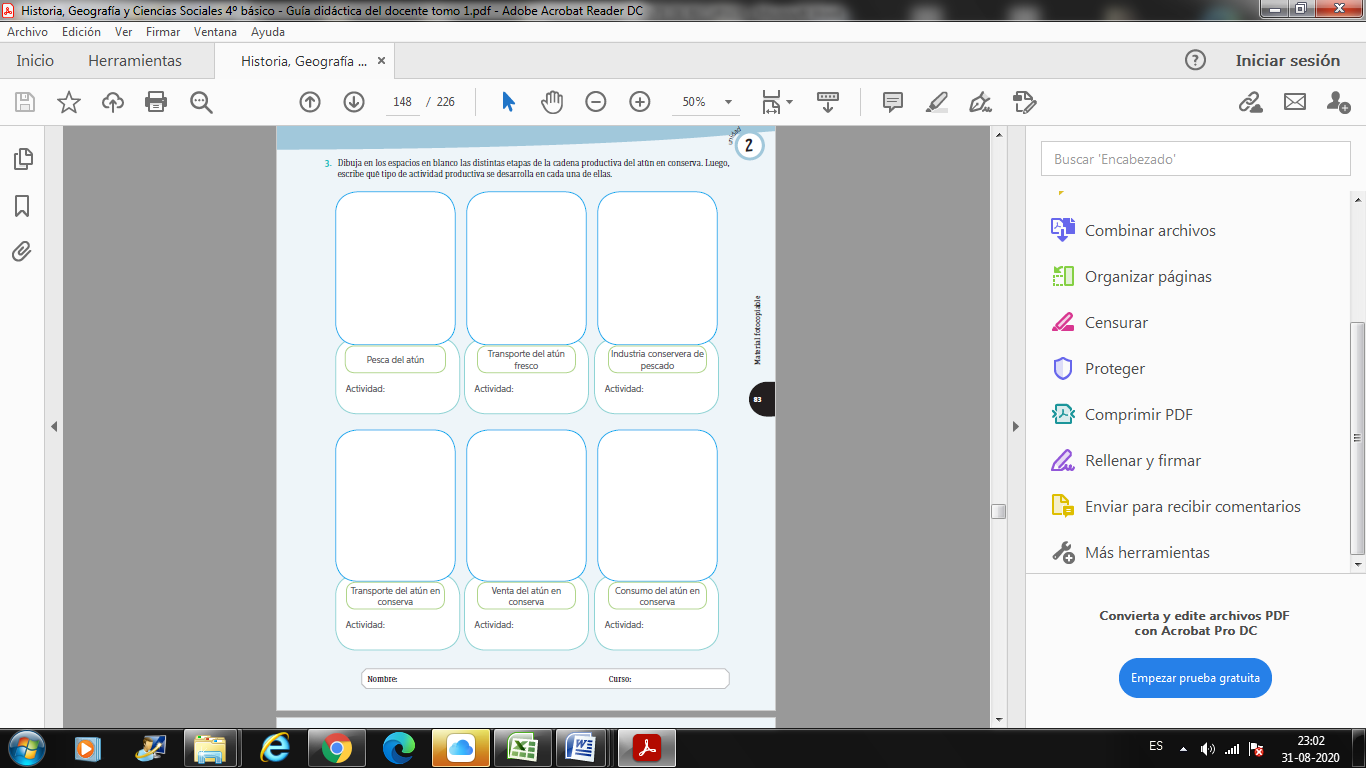 Historia, Geografía y Ciencias Sociales 4º básico - Guía didáctica del docente tomo 1.pdf - Adobe Acrobat Reader DC
Archivo Edición Ver Firmar Ventana Ayuda
Inicio Herramientas Historia, Geografía ... × Iniciar sesión
148 / 226 50%
Unidad 2
3. Dibuja en los espacios en blanco las distintas etapas de la cadena productiva del atún en conserva. Luego,
escribe qué tipo de actividad productiva se desarrolla en cada una de ellas.
Pesca del atún
Actividad:
Transporte del atún
fresco
Actividad:
Industria conservera de
pescado
Actividad:
Material fotocopiable
83
Transporte del atún en
conserva
Actividad:
Venta del atún en
conserva
Actividad:
Consumo del atún en
conserva
Actividad:
Nombre: Curso:
Buscar 'Encabezado'
Combinar archivos
Organizar páginas
Censurar
Proteger
Comprimir PDF
Rellenar y firmar
Enviar para recibir comentarios
Más herramientas
Convierta y edite archivos PDF
con Acrobat Pro DC
Empezar prueba gratuita
ES
23:02
31-08-2020